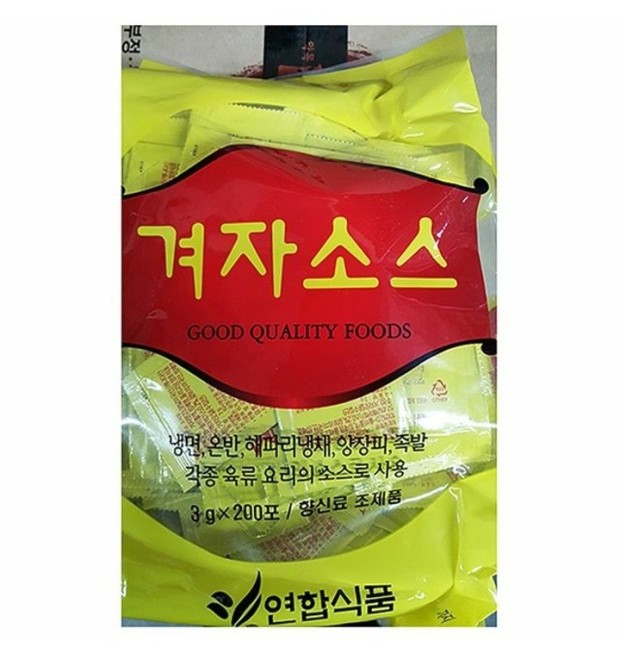 겨자소스
GOOD QUALITY FOODS
냉면,온반,해파리냉채,양장피,족발
각종 육류 요리의 소스로 사용
3g×200포 / 향신료 조제품
연합식품